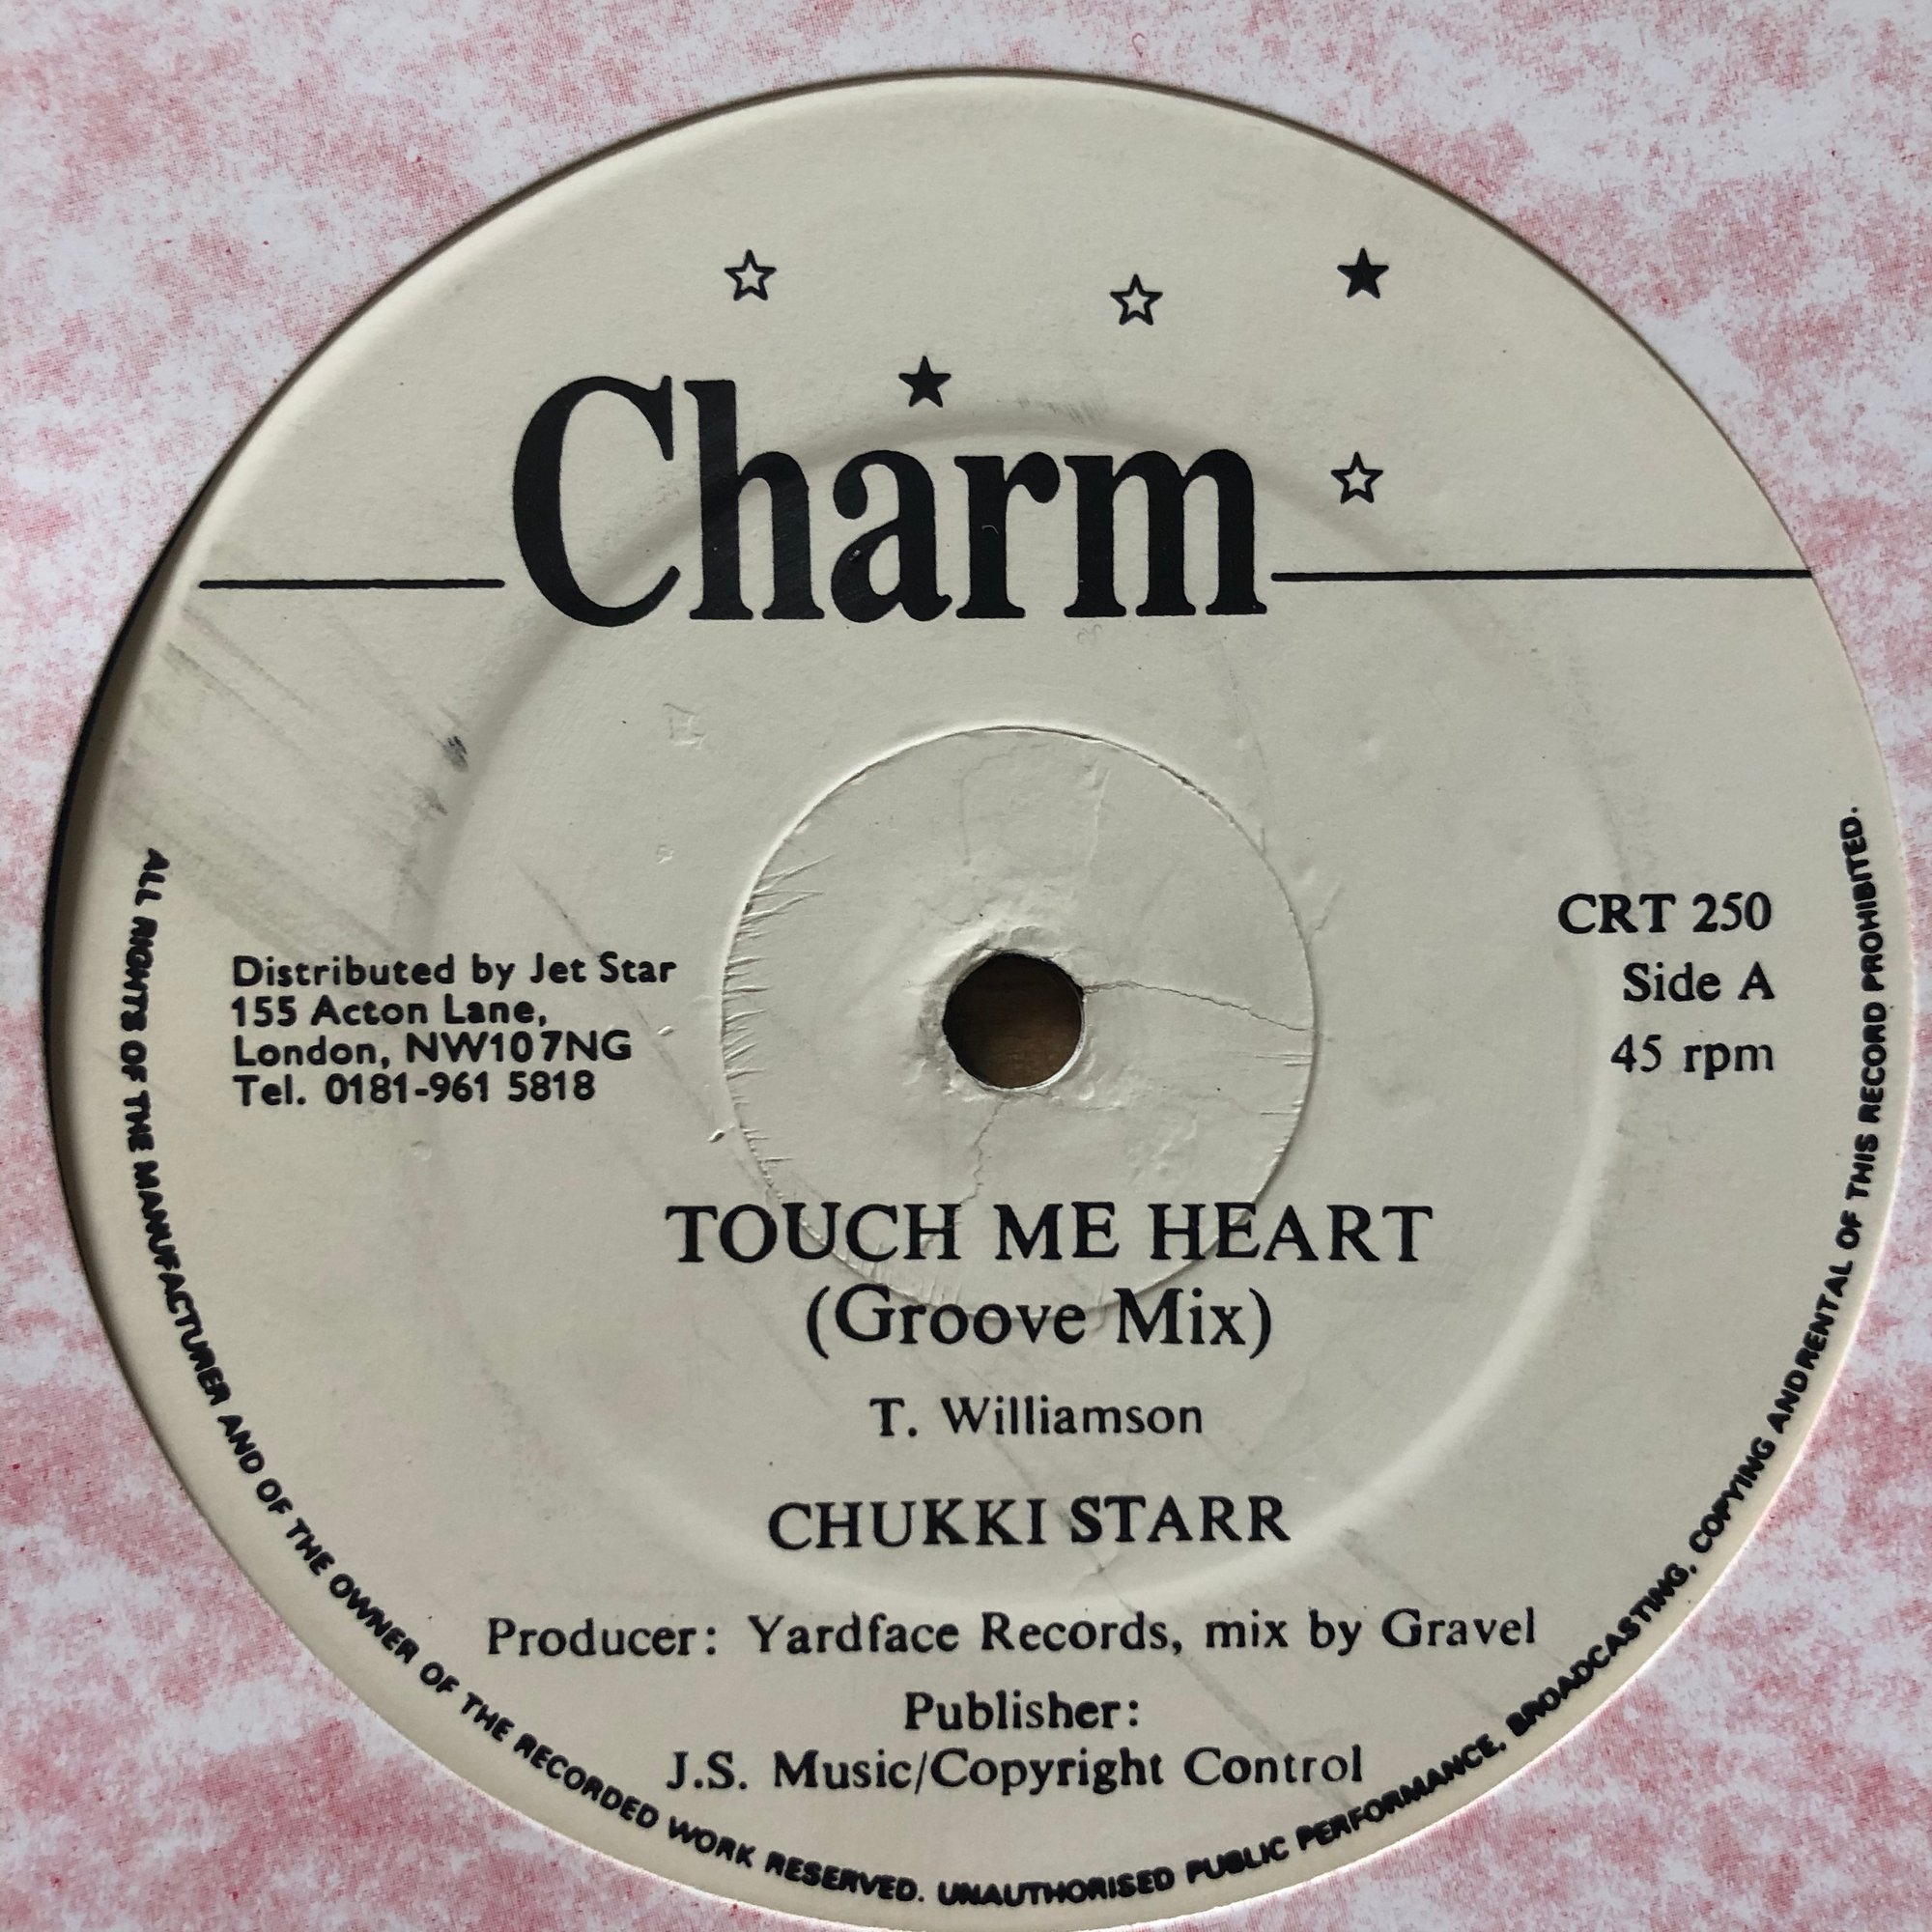 Charm
Distributed by Jet Star
155 Acton Lane,
London, NW10 7NG
Tel. 0181-961 5818
CRT 250
Side A
45 rpm
TOUCH ME HEART
(Groove Mix)
T. Williamson
CHUKKI STARR
Producer: Yardface Records, mix by Gravel
Publisher:
J.S. Music/Copyright Control
ALL RIGHTS OF THE MANUFACTURER AND OF THE OWNER OF THE RECORDED WORK RESERVED. UNAUTHORISED PUBLIC PERFORMANCE, BROADCASTING, COPYING ANDRENTAL OF THIS RECORD PROHIBITED.